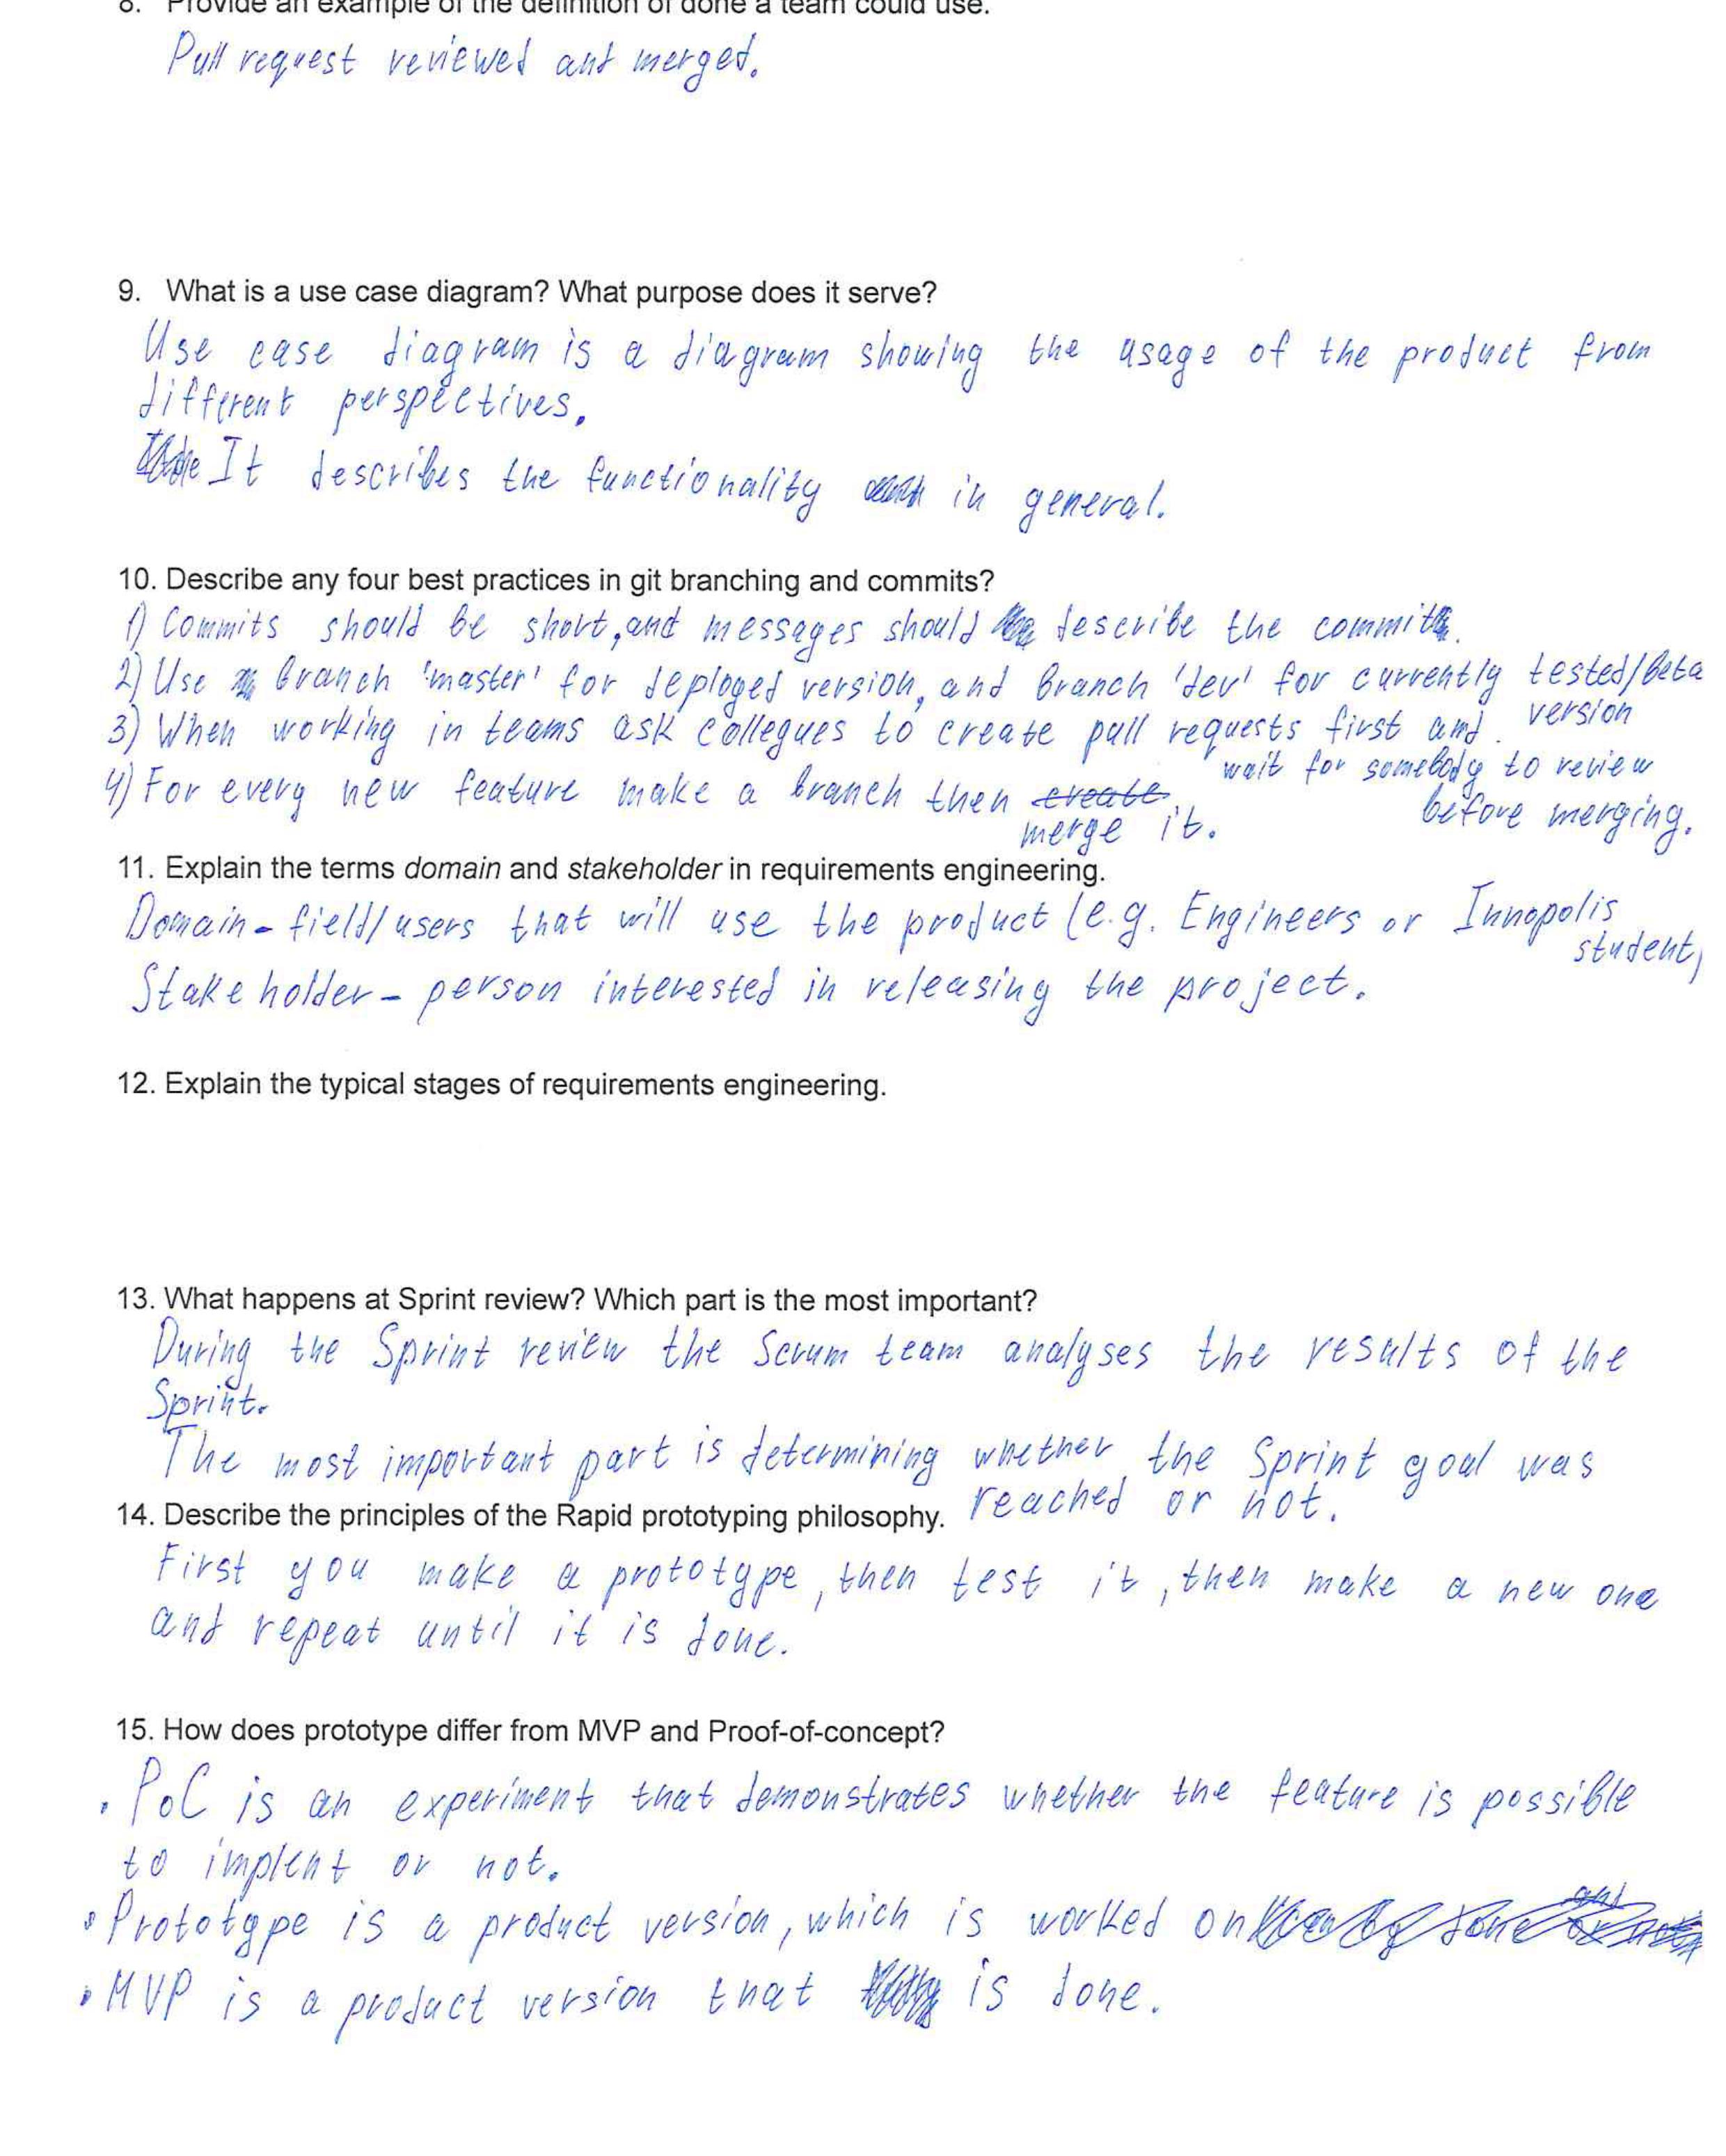 8. Provide an example of the definition of done a team could use.
Pull request reviewed and merged.
9. What is a use case diagram? What purpose does it serve?
Use case diagram is a diagram showing the usage of the product from
different perspectives.
It describes the functionality in general.
10. Describe any four best practices in git branching and commits?
1) Commits should be short, and messages should describe the commit.
2) Use branch 'master' for deployed version, and branch 'dev' for currently tested/beta
version
3) When working in teams ask collegues to create pull requests first and
wait for somebody to review
before merging.
4) For every new feature make a branch then create
merge it.
11. Explain the terms domain and stakeholder in requirements engineering.
Domain - field/users that will use the product (e.g. Engineers or Innopolis
student)
Stakeholder - person interested in releasing the project.
12. Explain the typical stages of requirements engineering.
13. What happens at Sprint review? Which part is the most important?
During the Sprint review the Scrum team analyses the results of the
Sprint.
The most important part is determining whether the Sprint goal was
reached or not.
14. Describe the principles of the Rapid prototyping philosophy.
First you make a prototype, then test it, then make a new one
and repeat until it is done.
15. How does prototype differ from MVP and Proof-of-concept?
• PoC is an experiment that demonstrates whether the feature is possible
to implent or not.
• Prototype is a product version, which is worked on
• MVP is a product version that is done.